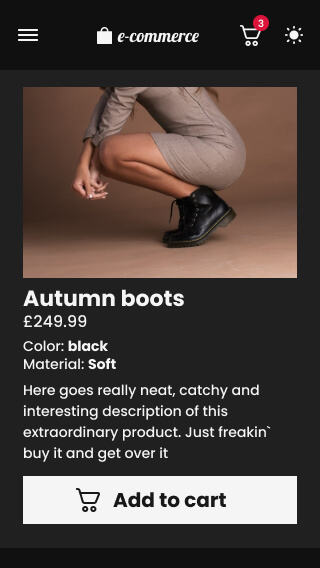 e-commerce
3
Autumn boots
£249.99
Color: black
Material: Soft
Here goes really neat, catchy and
interesting description of this
extraordinary product. Just freakin`
buy it and get over it
Add to cart